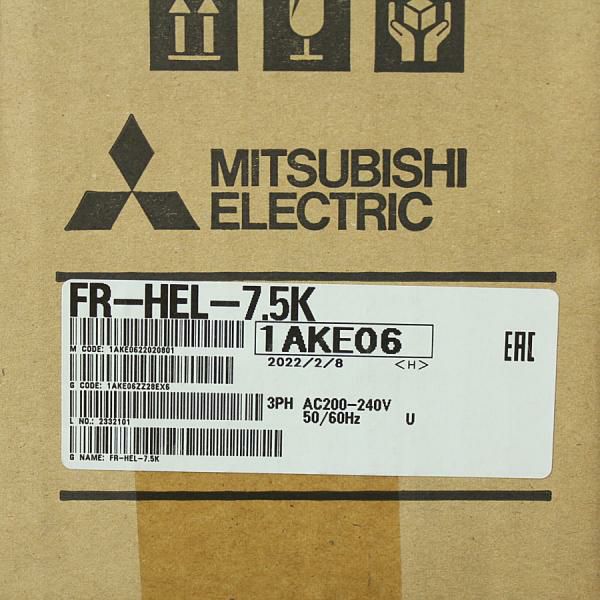 MITSUBISHI
ELECTRIC
FR-HEL-7.5K
1AKE06
M CODE: 1AKE0622020801
2022/2/8 <H>
EAC
G CODE: 1AKE06ZZ28EX6
3PH AC200-240V
50/60Hz U
L NO.: 2332101
G NAME: FR-HEL-7.5K